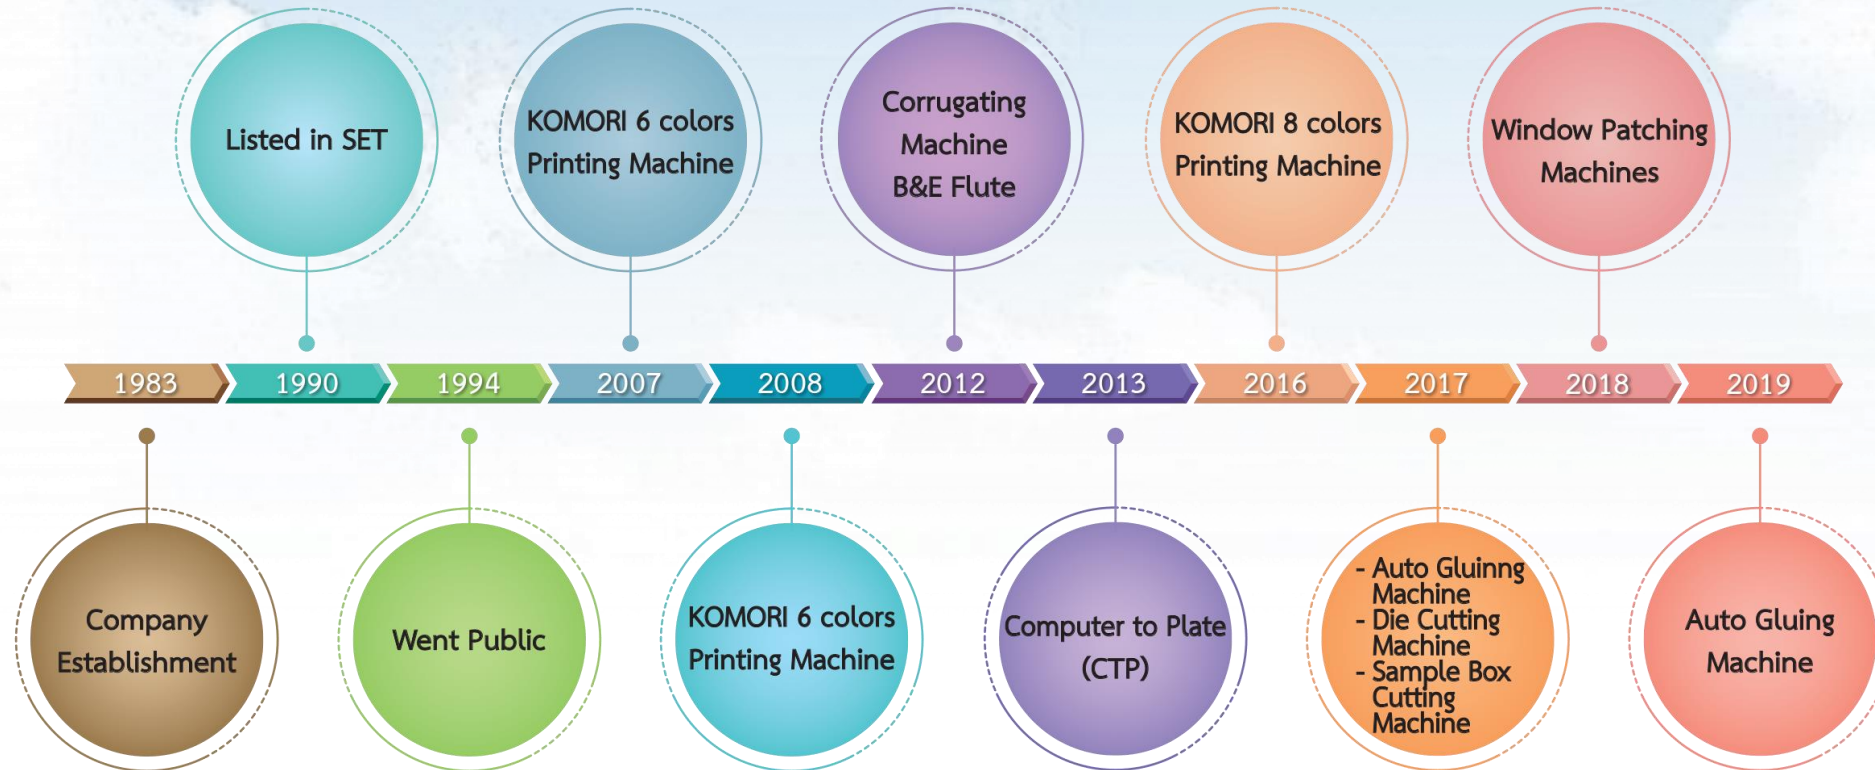 Listed in SET
KOMORI 6 colors
Printing Machine
Corrugating
Machine
B&E Flute
KOMORI 8 colors
Printing Machine
Window Patching
Machines
1983
1990
1994
2007
2008
2012
2013
2016
2017
2018
2019
Company
Establishment
Went Public
KOMORI 6 colors
Printing Machine
Computer to Plate
(CTP)
- Auto Gluinng
Machine
- Die Cutting
Machine
- Sample Box
Cutting
Machine
Auto Gluing
Machine